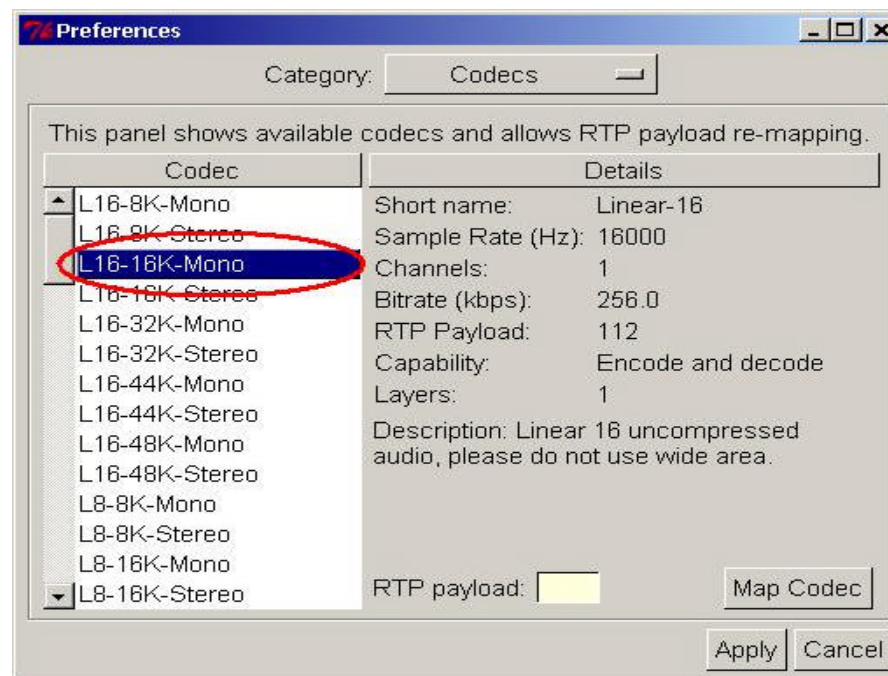 Preferences
Category: Codecs
This panel shows available codecs and allows RTP payload re-mapping.
Codec
L16-8K-Mono
L16-8K-Stereo
L16-16K-Mono
L16-16K-Stereo
L16-32K-Mono
L16-32K-Stereo
L16-44K-Mono
L16-44K-Stereo
L16-48K-Mono
L16-48K-Stereo
L8-8K-Mono
L8-8K-Stereo
L8-16K-Mono
L8-16K-Stereo
Details
Short name: Linear-16
Sample Rate (Hz): 16000
Channels: 1
Bitrate (kbps): 256.0
RTP Payload: 112
Capability: Encode and decode
Layers: 1
Description: Linear 16 uncompressed
audio, please do not use wide area.
RTP payload:
Map Codec
Apply
Cancel